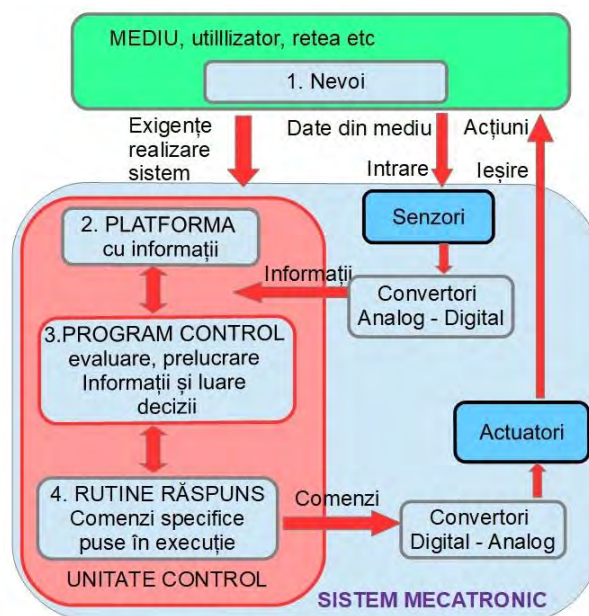 MEDIU, utilllizator, retea etc
1. Nevoi
Exigențe
realizare
sistem
Date din mediu
Intrare
Acțiuni
Ieșire
2. PLATFORMA
cu informații
Senzori
Informații
Convertori
Analog - Digital
3.PROGRAM CONTROL
evaluare, prelucrare
Informații și luare
decizii
Actuatori
4. RUTINE RĂSPUNS
Comenzi specifice
puse în execuție
Comenzi
Convertori
Digital - Analog
UNITATE CONTROL
SISTEM MECATRONIC